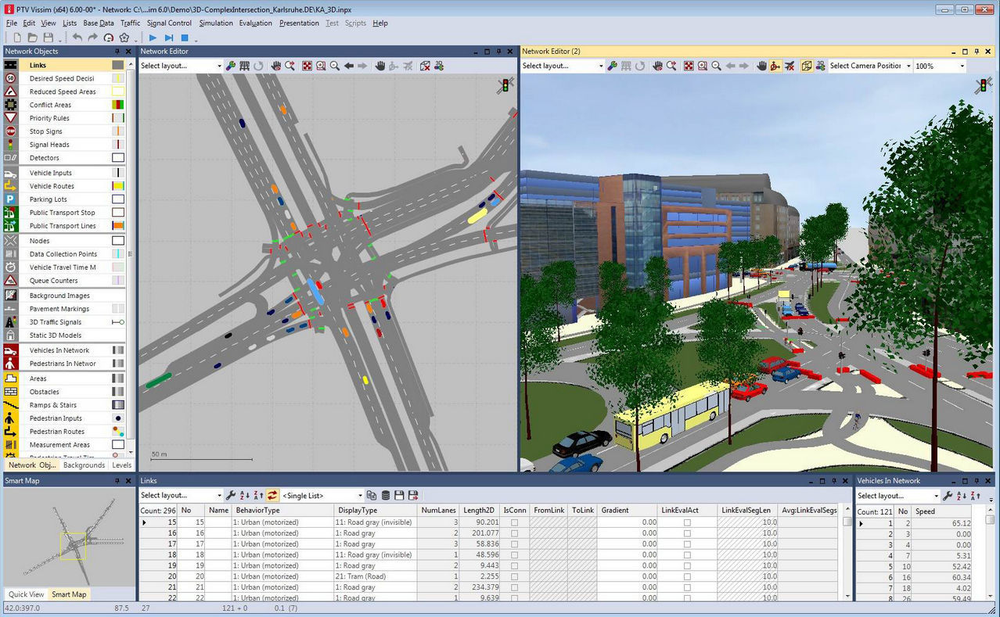 PTV Vissim (x64) 6.00-00* - Network: C:\...im 6.0\Demo\3D-ComplexIntersection_Karlsruhe.DE\KA_3D.inpx
File Edit View Lists Base Data Traffic Signal Control Simulation Evaluation Presentation Test Scripts Help
Network Objects
Links
50
Desired Speed Decisi
Reduced Speed Areas
Conflict Areas
Priority Rules
STOP
Stop Signs
Signal Heads
Detectors
Vehicle Inputs
Vehicle Routes
P
Parking Lots
Public Transport Stop
Public Transport Lines
Nodes
Data Collection Points
Vehicle Travel Time M
Queue Counters
Background Images
Pavement Markings
3D Traffic Signals
Static 3D Models
Vehicles In Network
Pedestrians In Networ
Areas
Obstacles
Ramps & Stairs
Pedestrian Inputs
Pedestrian Routes
Measurement Areas
Network Obj... Backgrounds Levels
Network Editor
Select layout...
50 m
Network Editor (2)
Select layout... Select Camera Position 100%
Smart Map
Quick View Smart Map
Links
Select layout... <Single List>
Count: 296 No Name BehaviorType DisplayType NumLanes Length2D IsConn FromLink ToLink Gradient LinkEvalAct LinkEvalSegLen Avg:LinkEvalSegs
15 15 1: Urban (motorized) 11: Road gray (invisible) 3 90.201 0.00 10.0
16 16 1: Urban (motorized) 1: Road gray 2 201.077 0.00 10.0
17 17 1: Urban (motorized) 1: Road gray 3 58.836 0.00 10.0
18 18 1: Urban (motorized) 11: Road gray (invisible) 1 48.596 0.00 10.0
19 19 1: Urban (motorized) 1: Road gray 2 9.443 0.00 10.0
20 20 1: Urban (motorized) 21: Tram (Road) 1 2.255 0.00 10.0
21 21 1: Urban (motorized) 1: Road gray 2 234.379 0.00 10.0
22 22 1: Urban (motorized) 1: Road gray 1 9.639 0.00 10.0
Vehicles In Network
Select layout...
Count: 121 No Speed
1 2 65.12
2 3 0.00
3 4 0.00
4 7 5.31
5 10 52.42
6 16 60.34
7 18 4.02
8 26 59.49
42.0:397.0 87.5 27 121 + 0 0.1 (7)